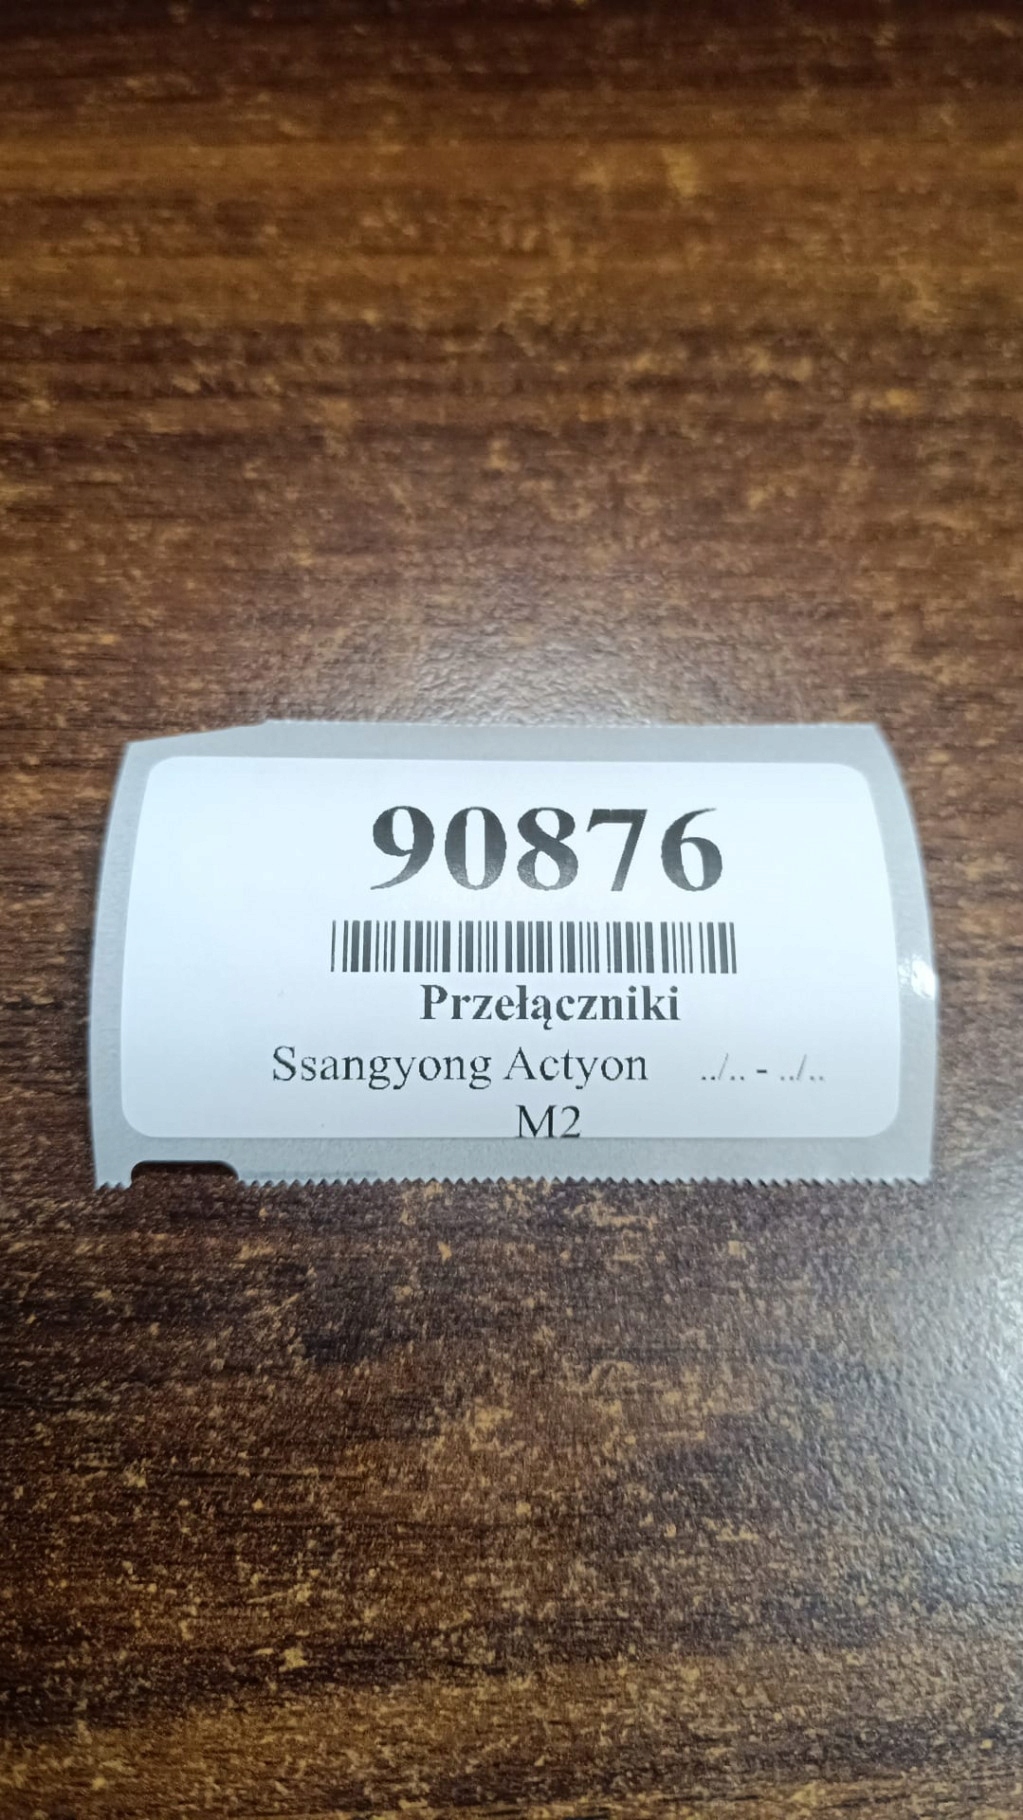 90876
Przełączniki
Ssangyong Actyon ../.. - ../..
M2